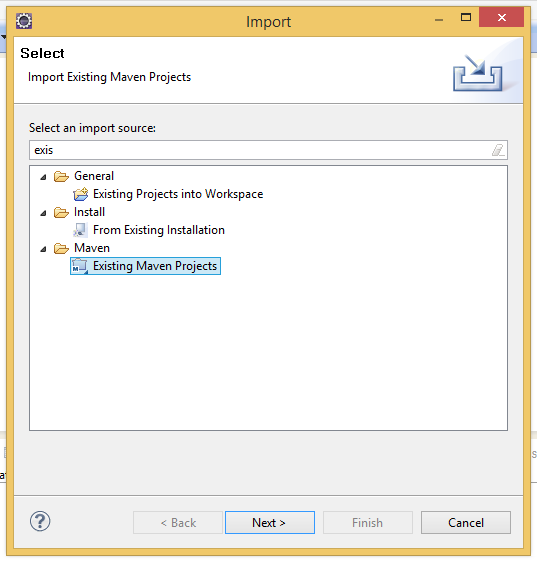 Import
Select
Import Existing Maven Projects
Select an import source:
exis
General
Existing Projects into Workspace
Install
From Existing Installation
Maven
Existing Maven Projects
< Back
Next >
Finish
Cancel